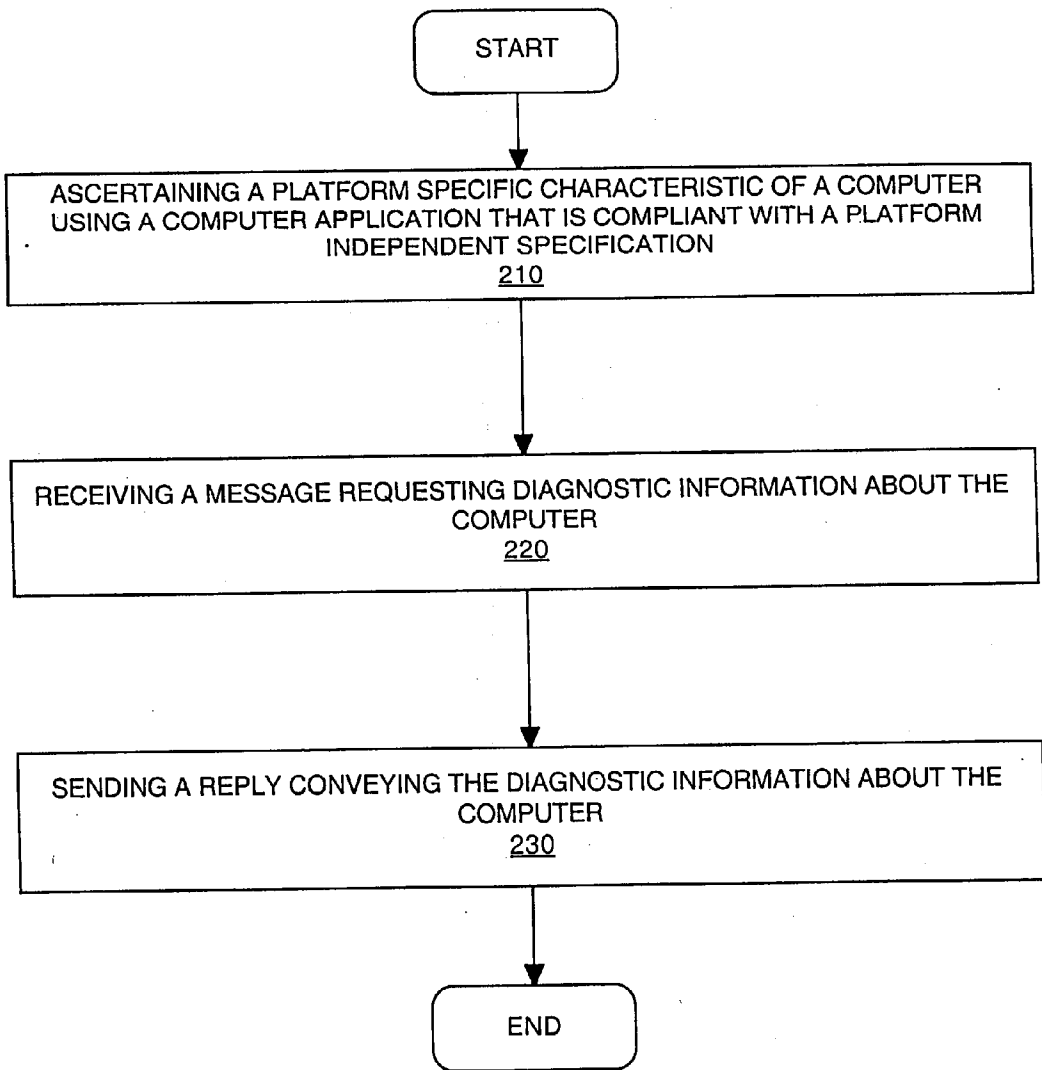 START
ASCERTAINING A PLATFORM SPECIFIC CHARACTERISTIC OF A COMPUTER
USING A COMPUTER APPLICATION THAT IS COMPLIANT WITH A PLATFORM
INDEPENDENT SPECIFICATION
210
RECEIVING A MESSAGE REQUESTING DIAGNOSTIC INFORMATION ABOUT THE
COMPUTER
220
SENDING A REPLY CONVEYING THE DIAGNOSTIC INFORMATION ABOUT THE
COMPUTER
230
END